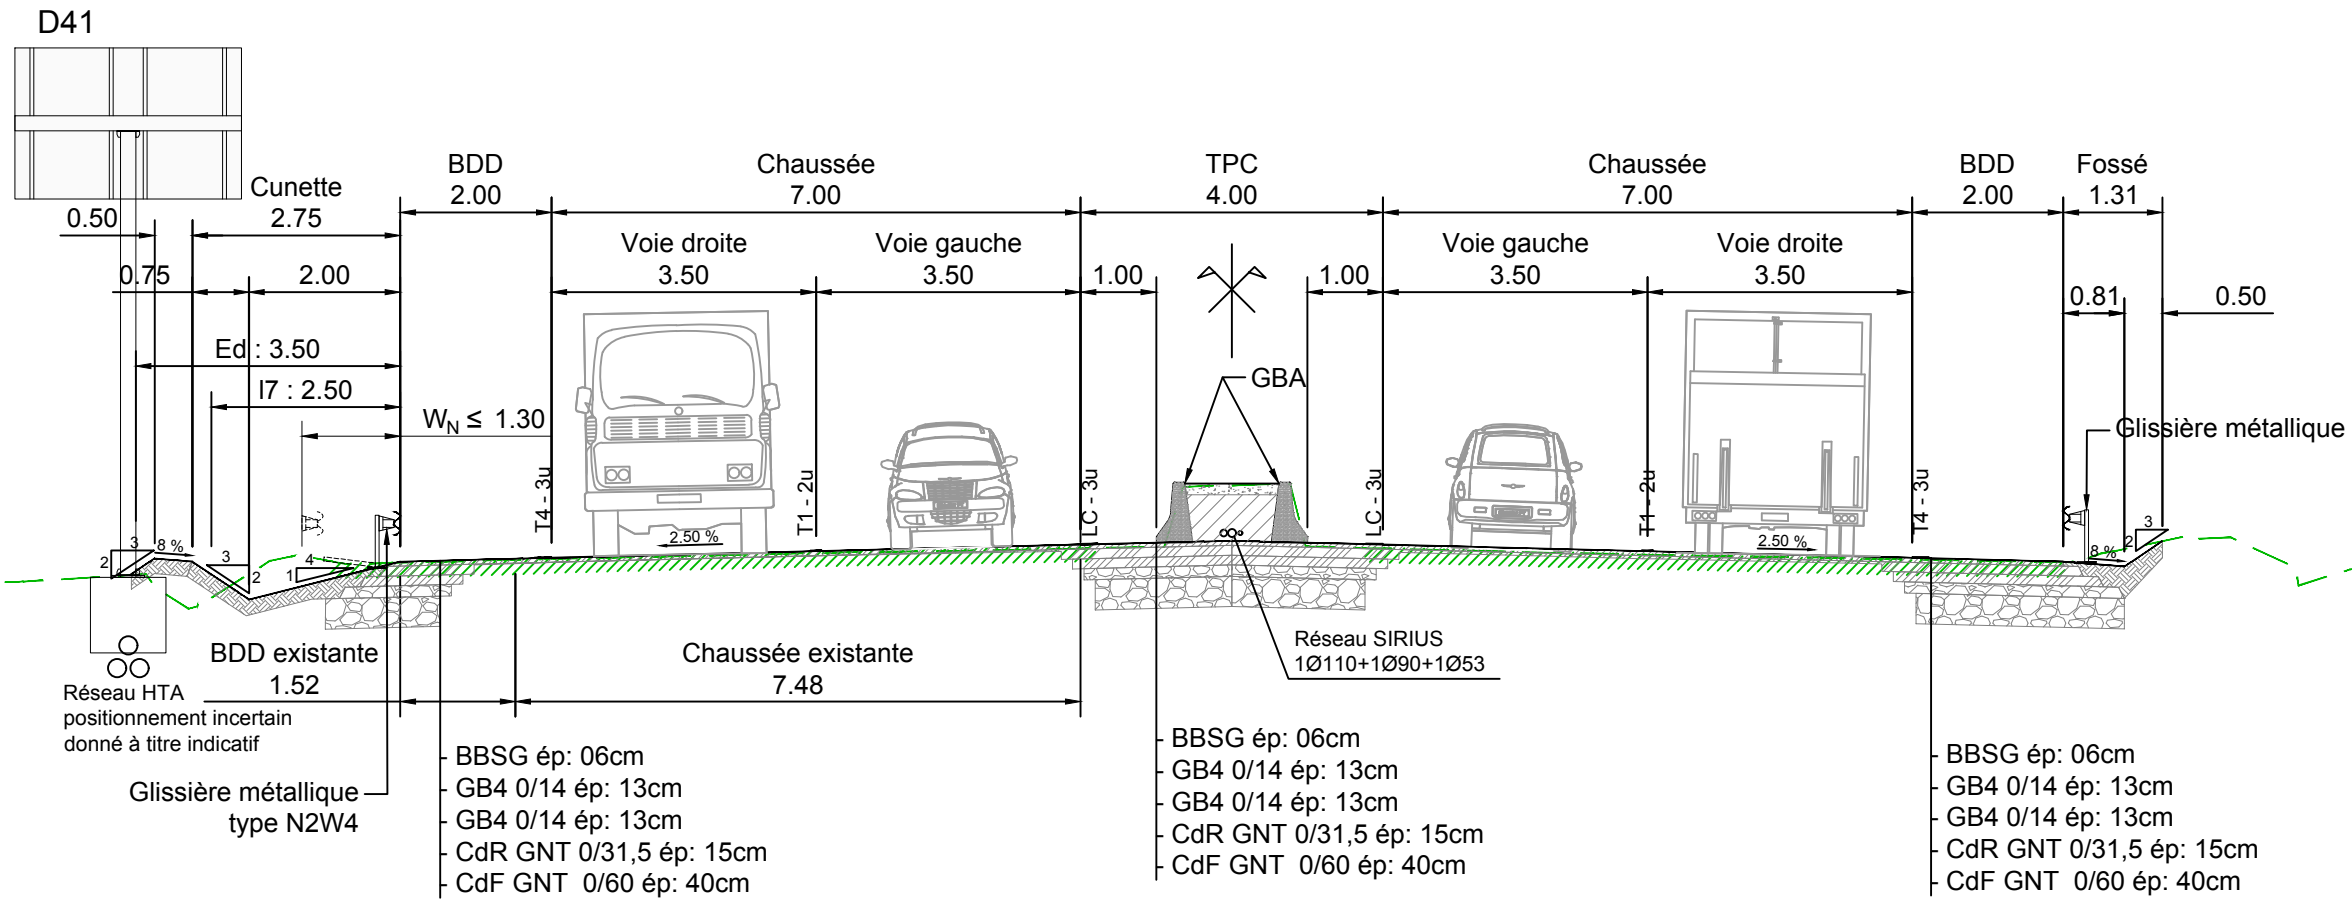 D41
BDD
Chaussée
TPC
Chaussée
BDD
Fossé
Cunette
2.00
7.00
4.00
7.00
2.00
1.31
0.50
2.75
Voie droite
Voie gauche
Voie gauche
Voie droite
0.75
2.00
3.50
3.50
1.00
1.00
3.50
3.50
0.81
0.50
Ed : 3.50
l7 : 2.50
GBA
W_N ≤ 1.30
Glissière métallique
T4 - 3u
T1 - 2u
LC - 3u
LC - 3u
T1 - 2u
T4 - 3u
2.50 %
2.50 %
3
2
8 %
3
2
4
1
3
2
8 %
Réseau SIRIUS
1Ø110+1Ø90+1Ø53
BDD existante
1.52
Chaussée existante
7.48
Réseau HTA
positionnement incertain
donné à titre indicatif
Glissière métallique
type N2W4
- BBSG ép: 06cm
- GB4 0/14 ép: 13cm
- GB4 0/14 ép: 13cm
- CdR GNT 0/31,5 ép: 15cm
- CdF GNT 0/60 ép: 40cm
- BBSG ép: 06cm
- GB4 0/14 ép: 13cm
- GB4 0/14 ép: 13cm
- CdR GNT 0/31,5 ép: 15cm
- CdF GNT 0/60 ép: 40cm
- BBSG ép: 06cm
- GB4 0/14 ép: 13cm
- GB4 0/14 ép: 13cm
- CdR GNT 0/31,5 ép: 15cm
- CdF GNT 0/60 ép: 40cm